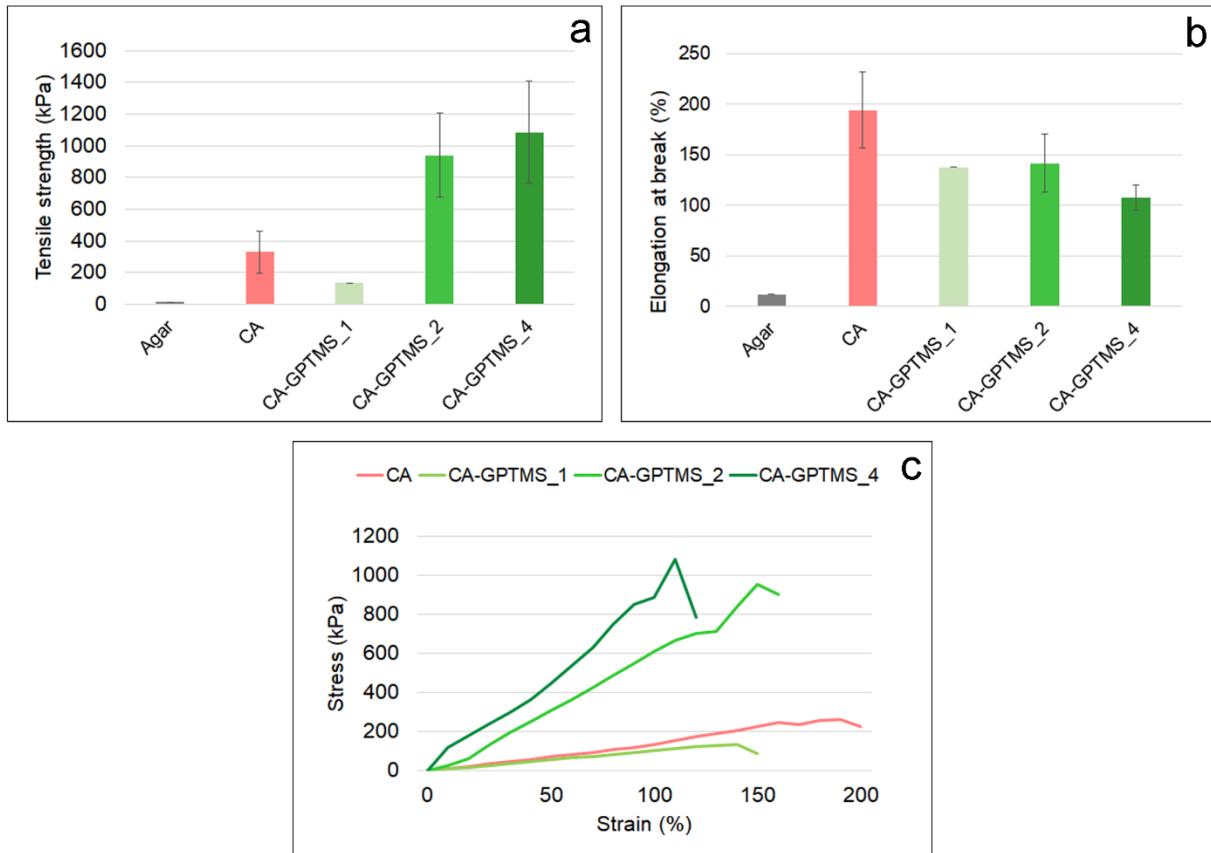 a
Tensile strength (kPa)
1600
1400
1200
1000
800
600
400
200
0
Agar
CA
CA-GPTMS_1
CA-GPTMS_2
CA-GPTMS_4
b
Elongation at break (%)
250
200
150
100
50
0
Agar
CA
CA-GPTMS_1
CA-GPTMS_2
CA-GPTMS_4
c
CA CA-GPTMS_1 CA-GPTMS_2 CA-GPTMS_4
Stress (kPa)
1200
1000
800
600
400
200
0
0 50 100 150 200
Strain (%)